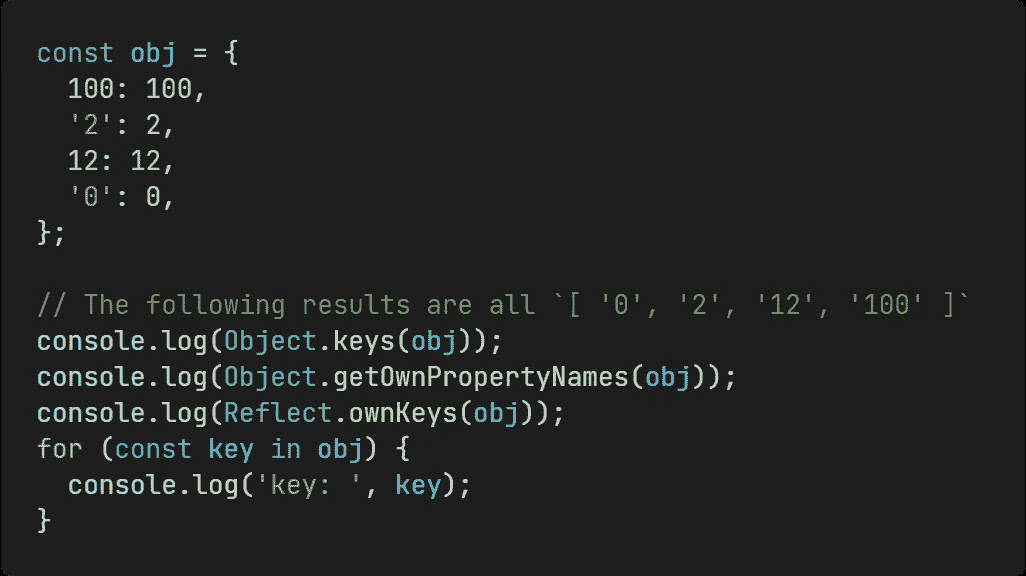 const obj = {
  100: 100,
  '2': 2,
  12: 12,
  '0': 0,
};

// The following results are all `[ '0', '2', '12', '100' ]`
console.log(Object.keys(obj));
console.log(Object.getOwnPropertyNames(obj));
console.log(Reflect.ownKeys(obj));
for (const key in obj) {
  console.log('key: ', key);
}